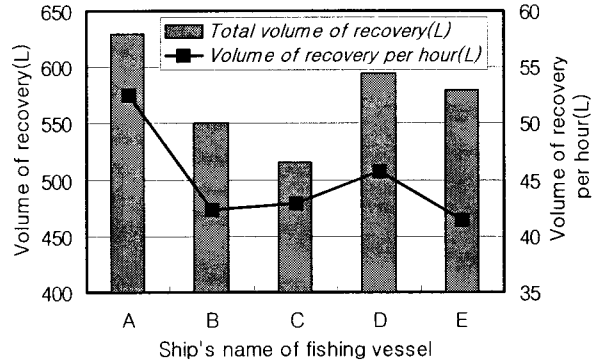 650
600
550
500
450
400
Volume of recovery(L)
Total volume of recovery(L)
Volume of recovery per hour(L)
60
55
50
45
40
35
Volume of recovery
per hour(L)
A B C D E
Ship's name of fishing vessel